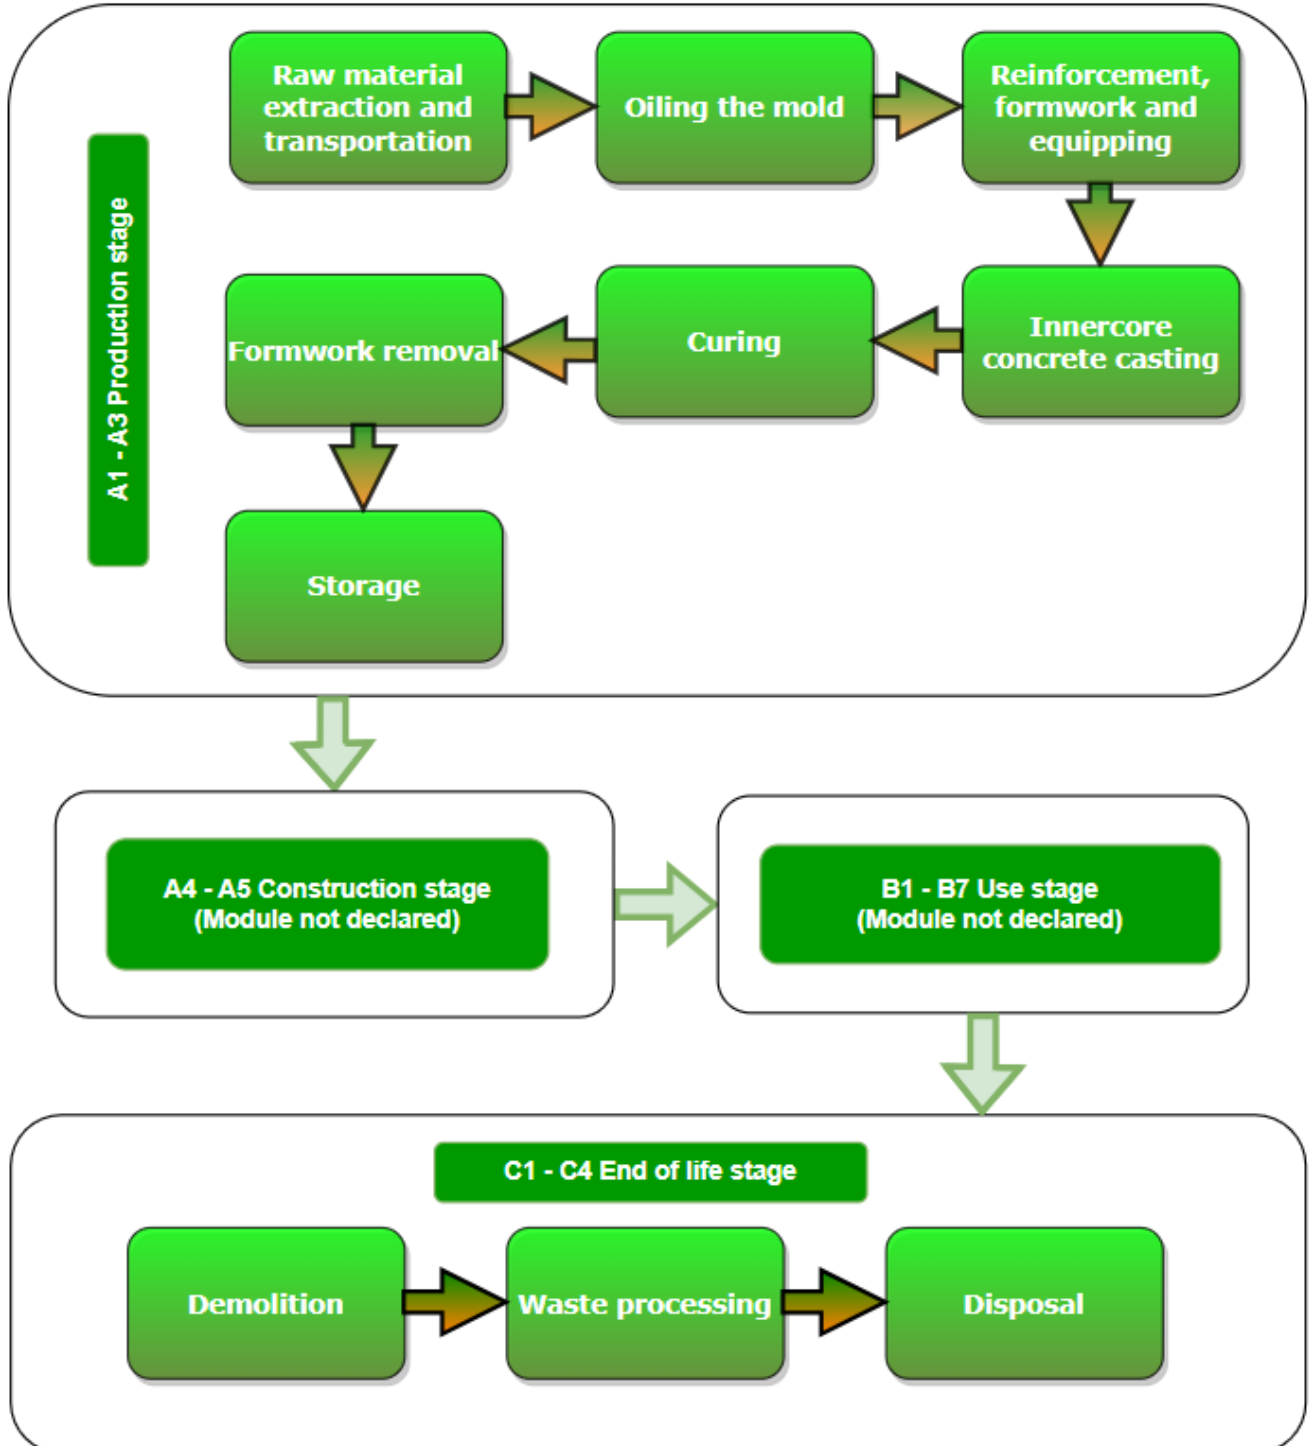 A1 - A3 Production stage
Raw material
extraction and
transportation
Oiling the mold
Reinforcement,
formwork and
equipping
Innercore
concrete casting
Curing
Formwork removal
Storage
A4 - A5 Construction stage
(Module not declared)
B1 - B7 Use stage
(Module not declared)
C1 - C4 End of life stage
Demolition
Waste processing
Disposal